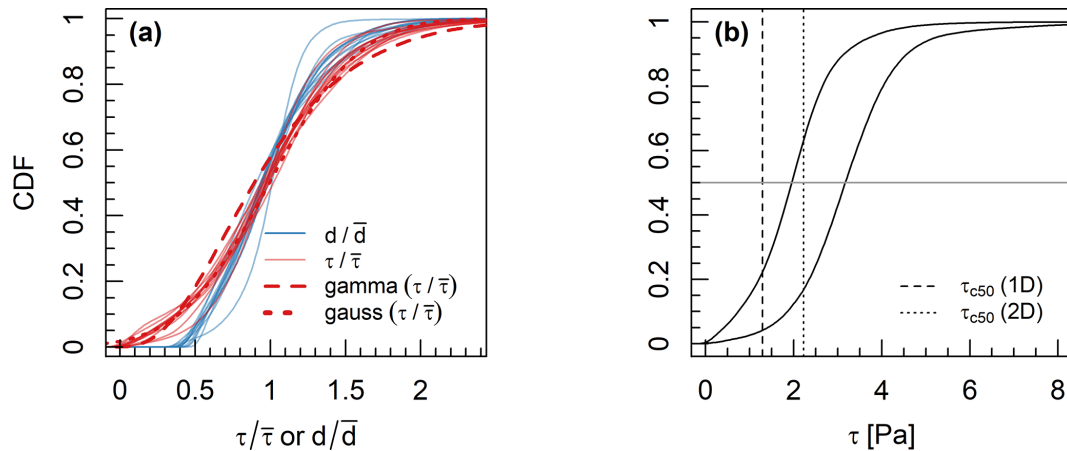 (a)
CDF
0 0.2 0.4 0.6 0.8 1
d / d̅
τ / τ̅
gamma (τ / τ̅)
gauss (τ / τ̅)
0 0.5 1 1.5 2
τ/τ̅ or d/d̅
(b)
0 0.2 0.4 0.6 0.8 1
τc50 (1D)
τc50 (2D)
0 2 4 6 8
τ [Pa]